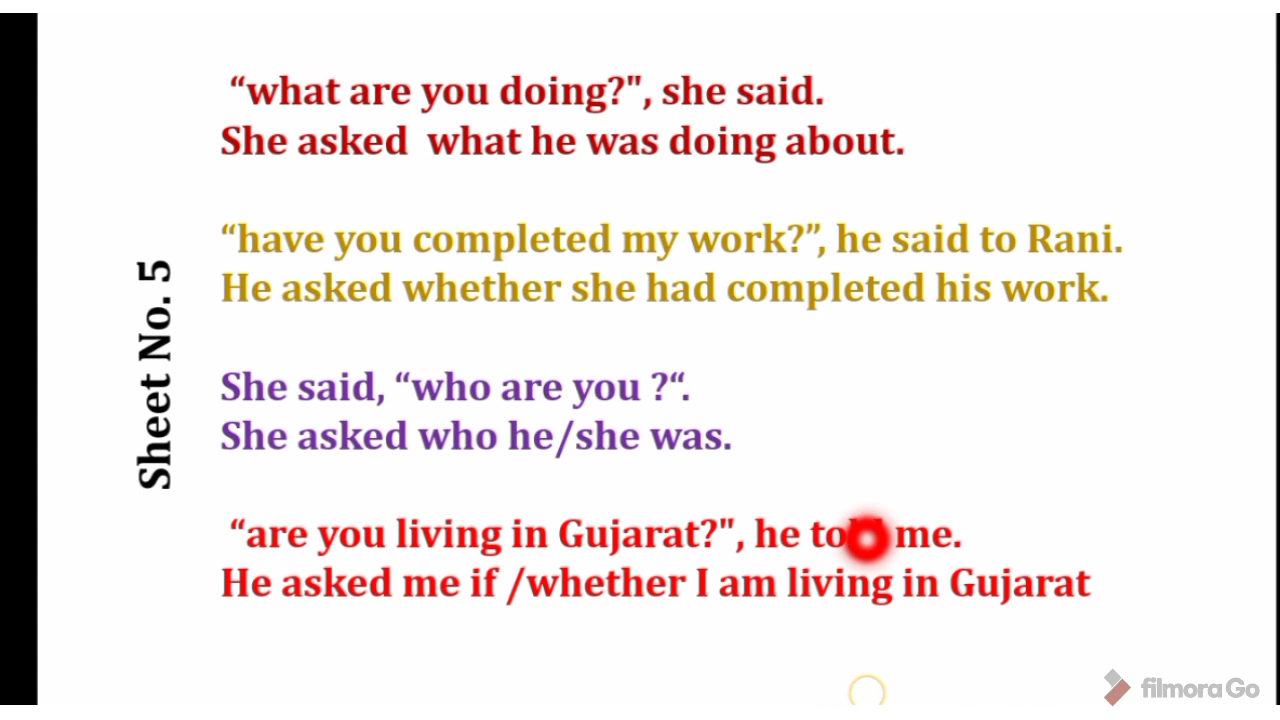 “what are you doing?", she said.
She asked what he was doing about.
“have you completed my work?”, he said to Rani.
He asked whether she had completed his work.
Sheet No. 5
She said, “who are you ?“.
She asked who he/she was.
“are you living in Gujarat?", he told me.
He asked me if /whether I am living in Gujarat
filmoraGo